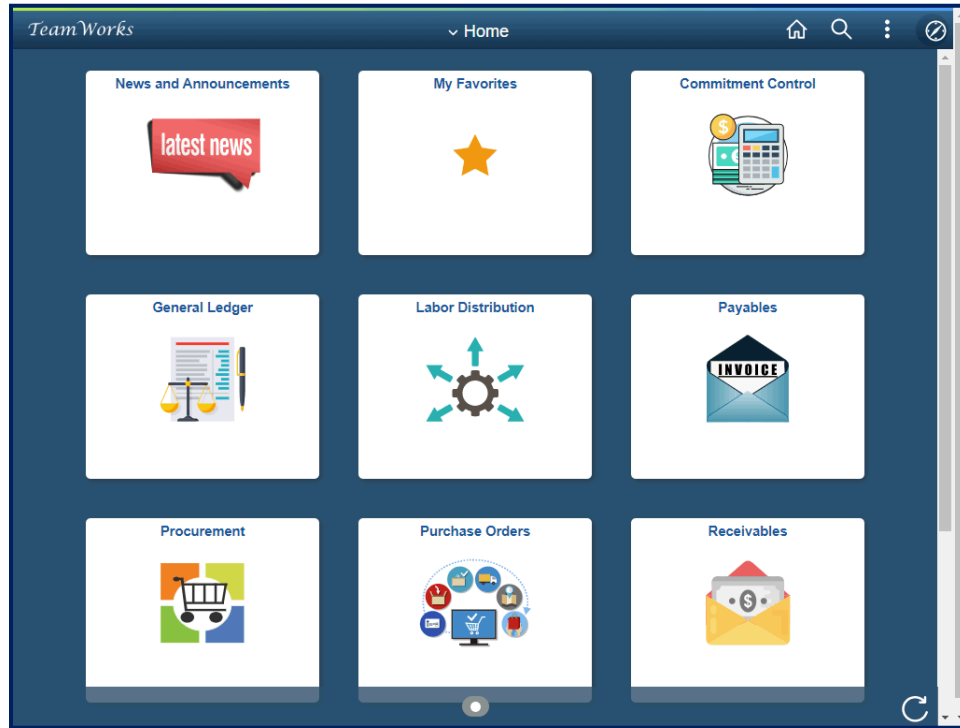 TeamWorks
Home
News and Announcements
My Favorites
Commitment Control
latest news
General Ledger
Labor Distribution
Payables
INVOICE
Procurement
Purchase Orders
Receivables